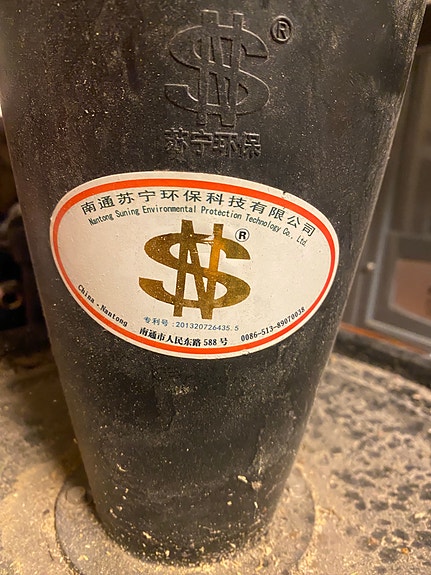 ®
苏宁环保
南通苏宁环保科技有限公司
Nantong Suning Environmental Protection Technology Co. Ltd.
®
专利号:201320726435.5
China·Nantong
南通市人民东路588号
0086-513-89070038